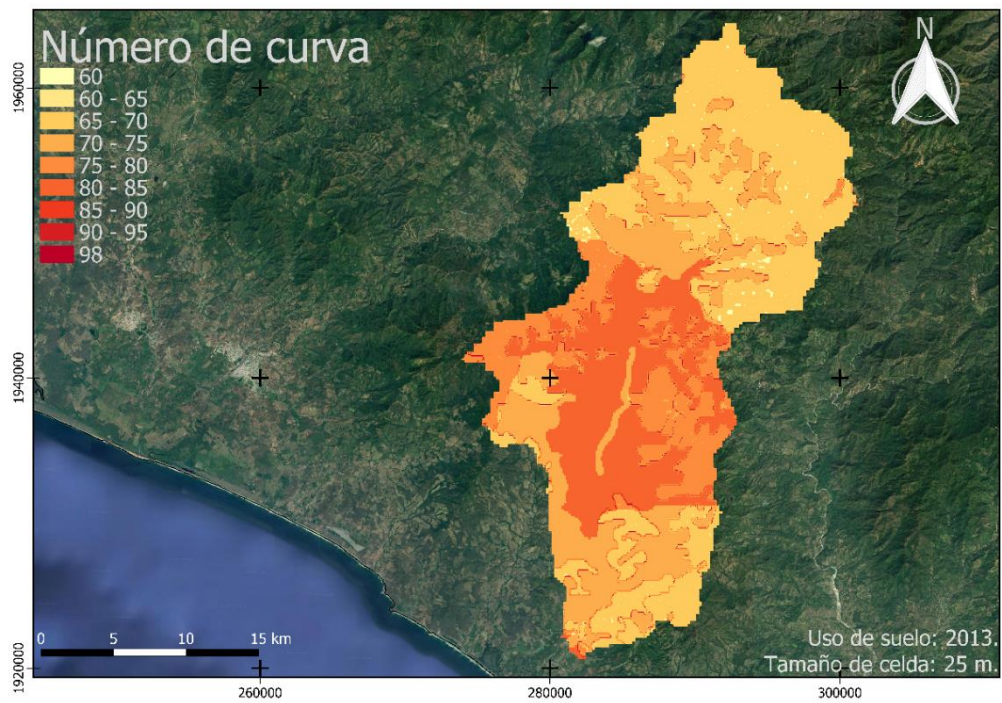 Número de curva
60
60 - 65
65 - 70
70 - 75
75 - 80
80 - 85
85 - 90
90 - 95
98
N
1960000
1940000
1920000
0 5 10 15 km
Uso de suelo: 2013.
Tamaño de celda: 25 m.
260000 280000 300000